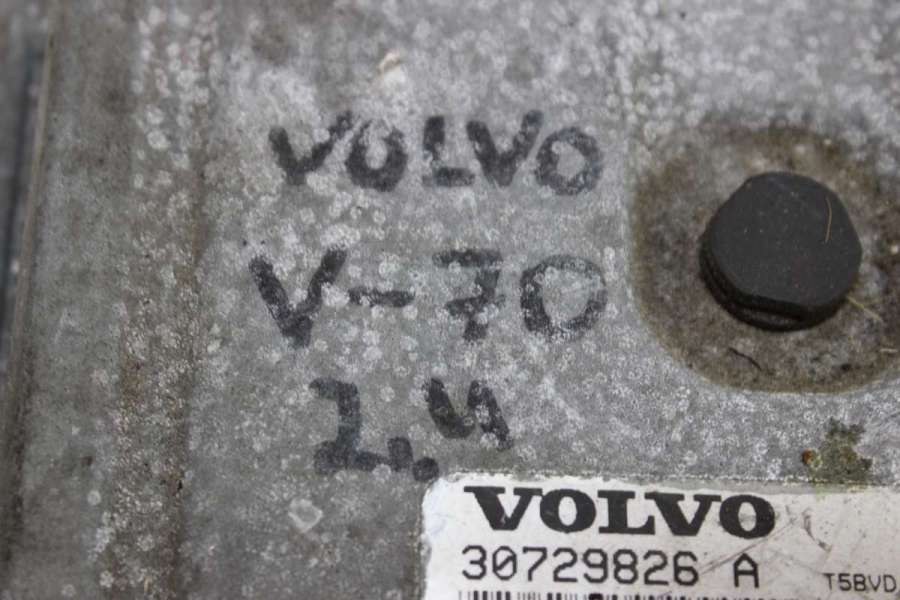 VOLVO
V-70
2.4
VOLVO
30729826 A
T5BVD